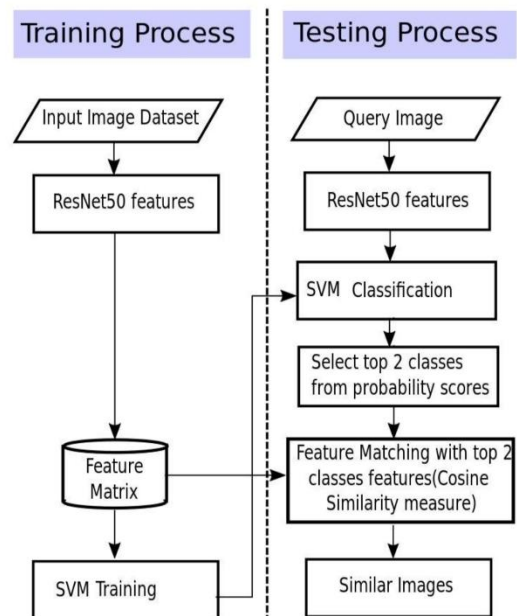 Training Process
Input Image Dataset
ResNet50 features
Feature
Matrix
SVM Training
Testing Process
Query Image
ResNet50 features
SVM Classification
Select top 2 classes
from probability scores
Feature Matching with top 2
classes features(Cosine
Similarity measure)
Similar Images